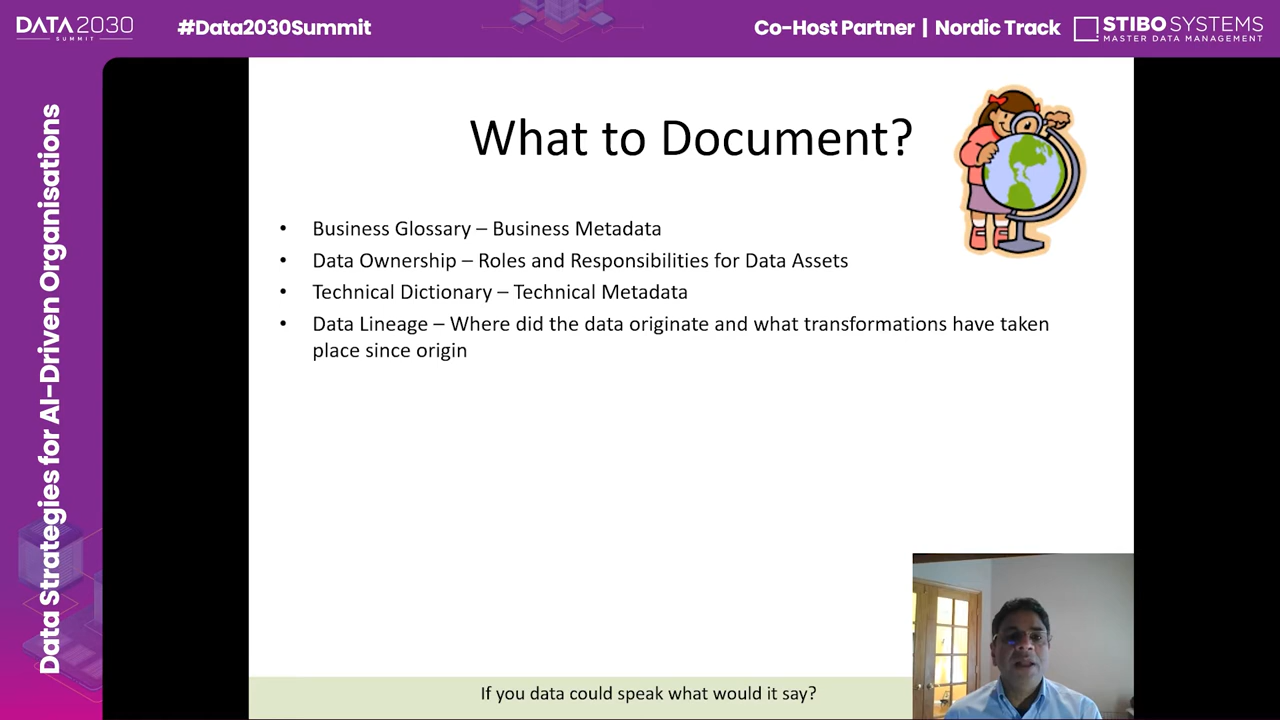 DATA2030
SUMMIT
#Data2030Summit
Co-Host Partner | Nordic Track
STIBO SYSTEMS
MASTER DATA MANAGEMENT
Data Strategies for AI-Driven Organisations
What to Document?
• Business Glossary – Business Metadata
• Data Ownership – Roles and Responsibilities for Data Assets
• Technical Dictionary – Technical Metadata
• Data Lineage – Where did the data originate and what transformations have taken
place since origin
If you data could speak what would it say?